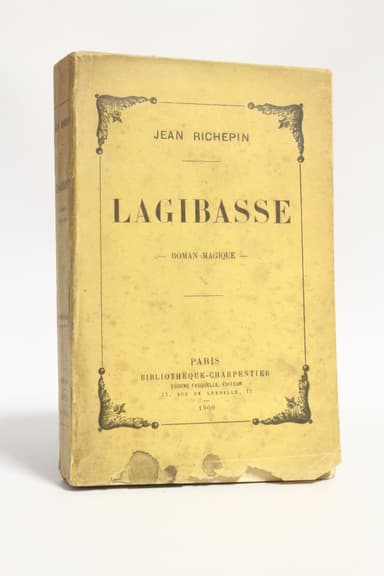 JEAN RICHEPIN
LAGIBASSE
— ROMAN MAGIQUE —
PARIS
BIBLIOTHÈQUE-CHARPENTIER
EUGÈNE FASQUELLE, ÉDITEUR
11, RUE DE GRENELLE, 11
1900